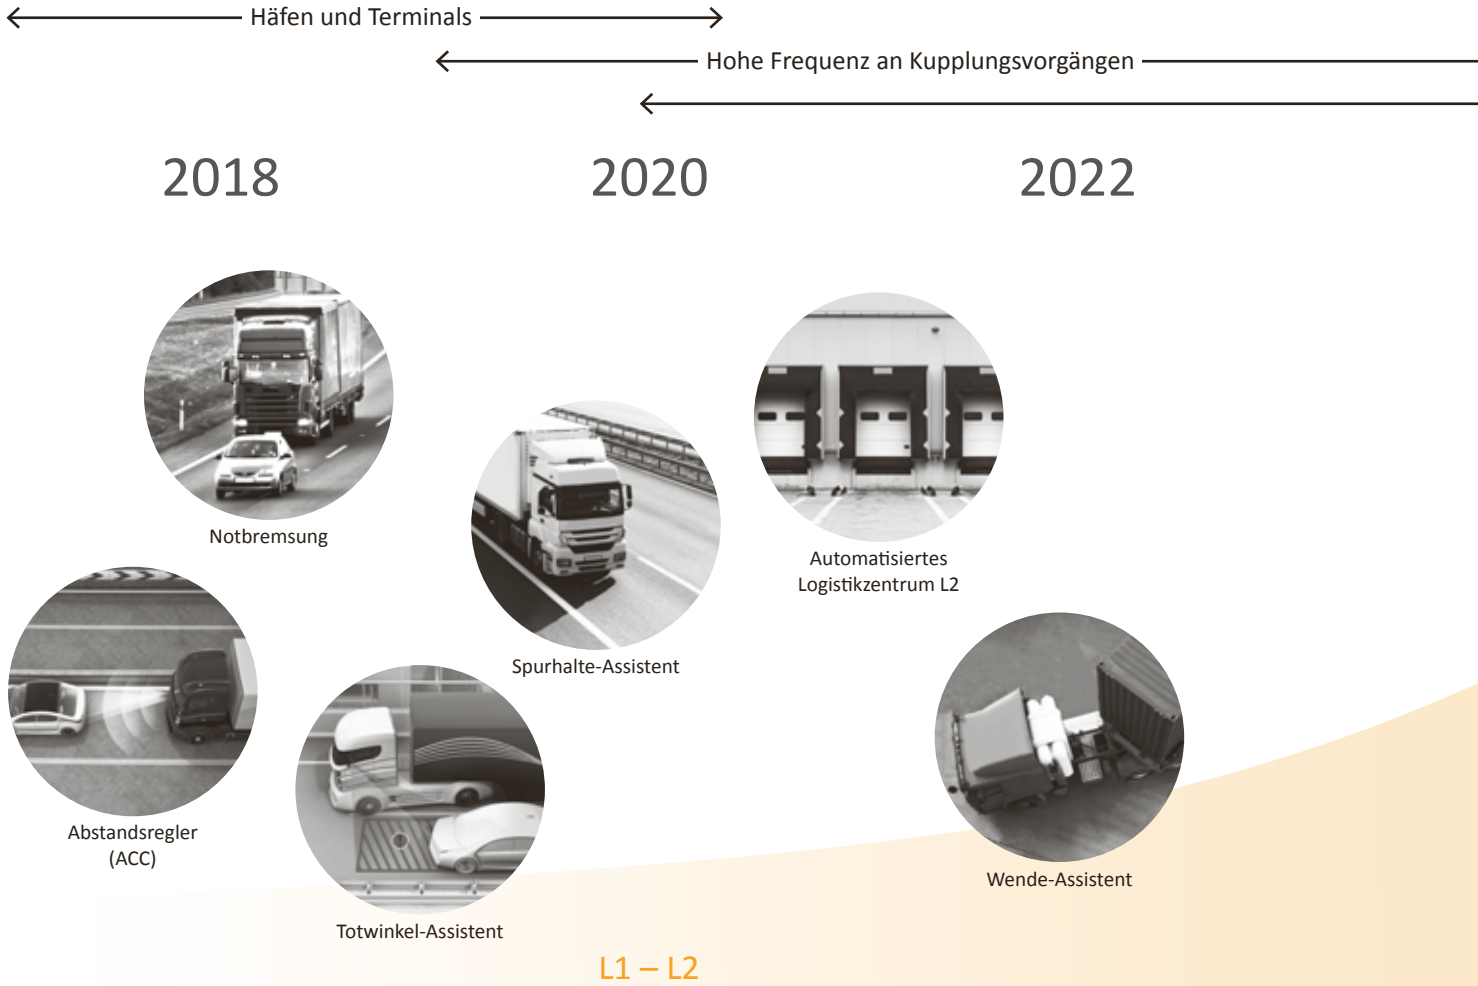 Häfen und Terminals
Hohe Frequenz an Kupplungsvorgängen
2018
2020
2022
Notbremsung
Automatisiertes
Logistikzentrum L2
Spurhalte-Assistent
Abstandsregler
(ACC)
Wende-Assistent
Totwinkel-Assistent
L1 – L2